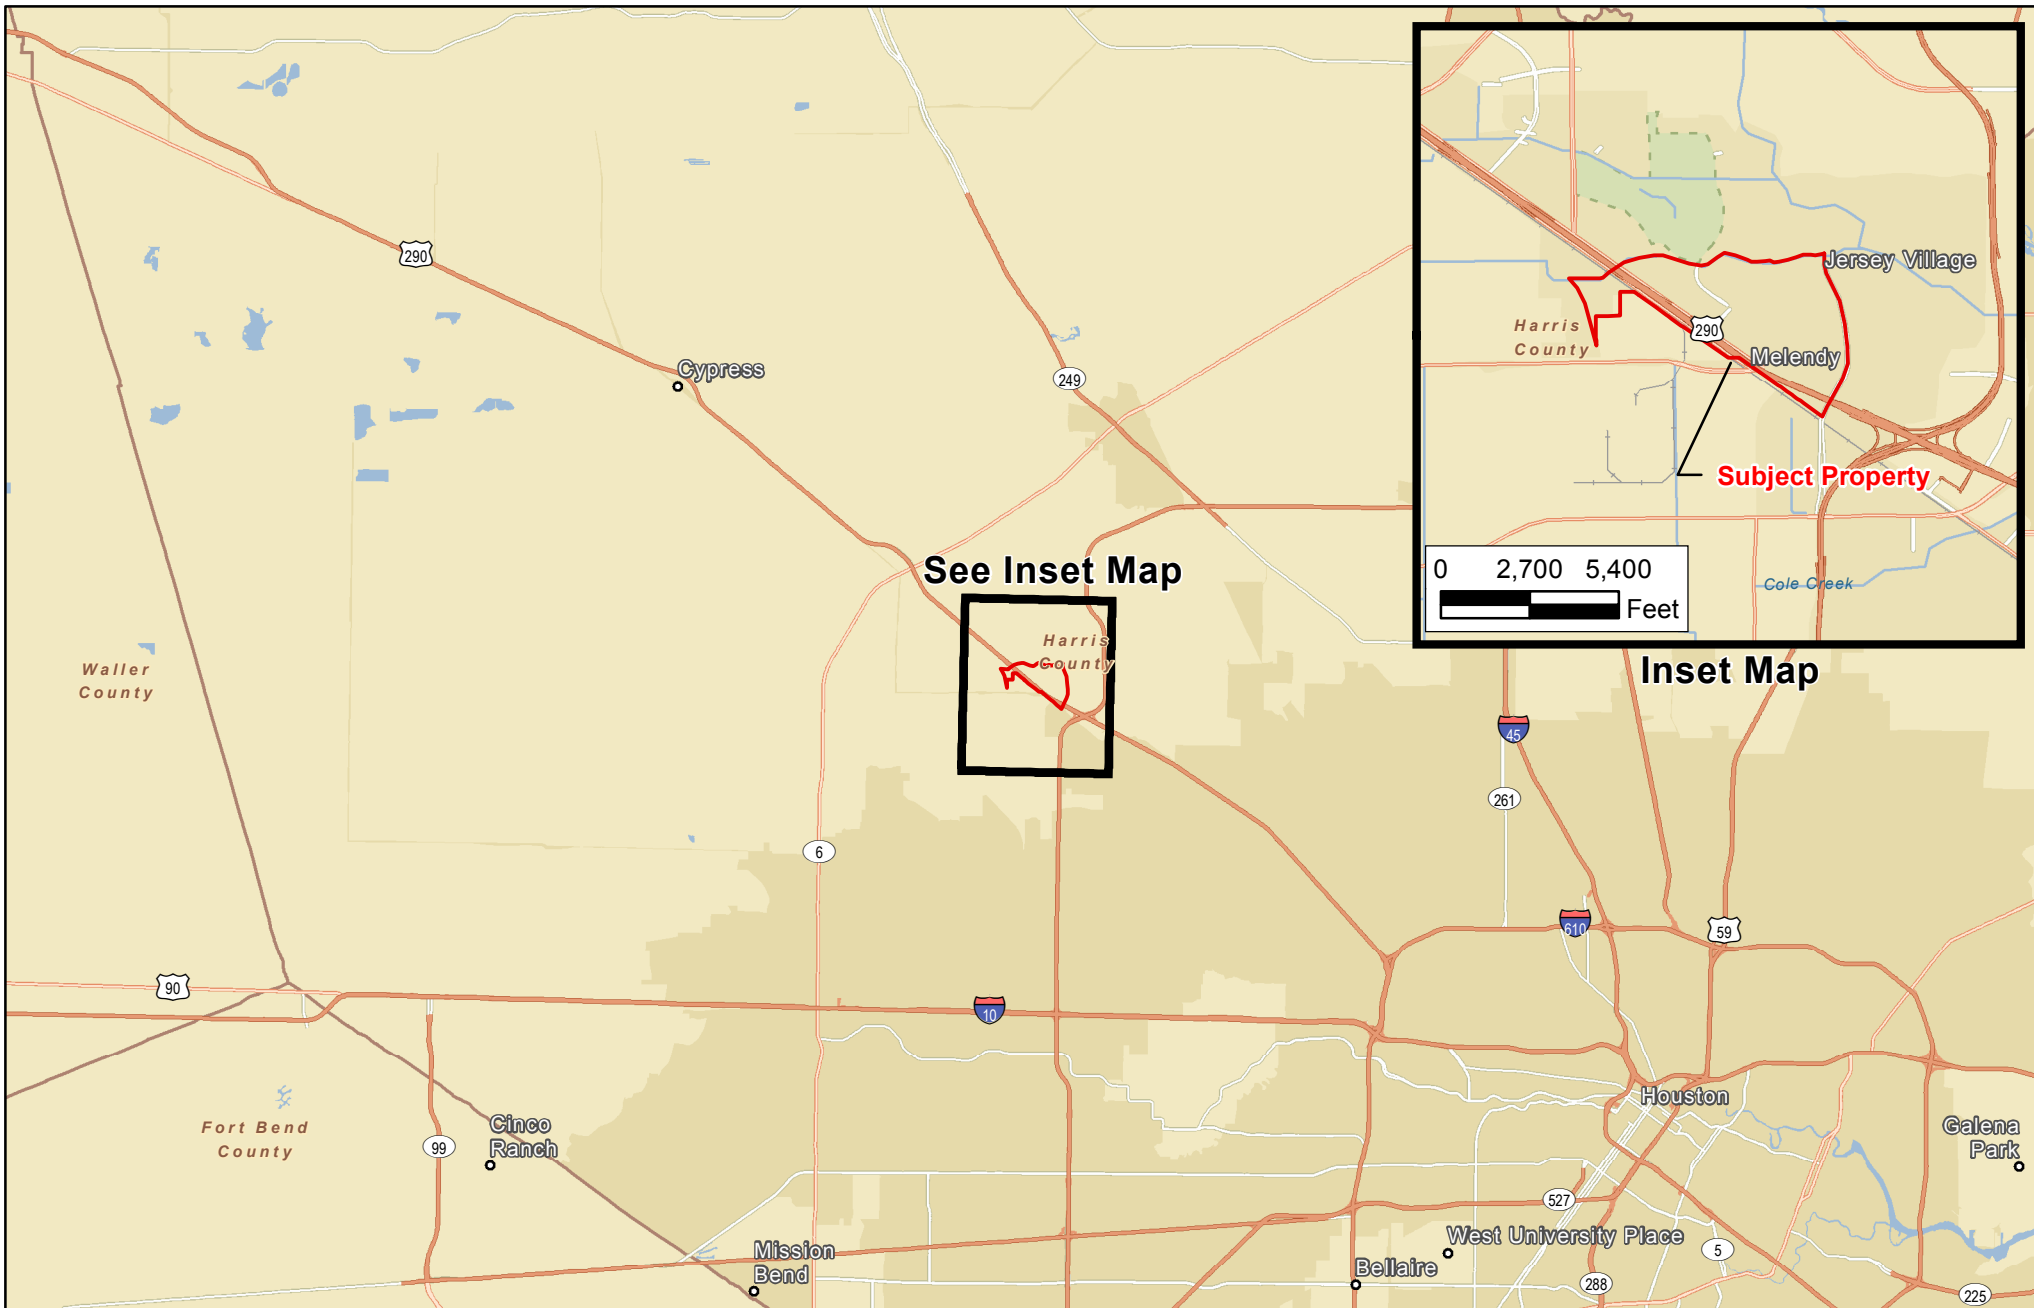 290
Cypress
249
See Inset Map
Harris
County
Waller
County
6
90
10
Fort Bend
County
99
Cinco
Ranch
Mission
Bend
45
261
610
59
Houston
Galena
Park
527
West University Place
5
Bellaire
288
225
Jersey Village
Harris
County
290
Melendy
Subject Property
0 2,700 5,400
Feet
Cole Creek
Inset Map